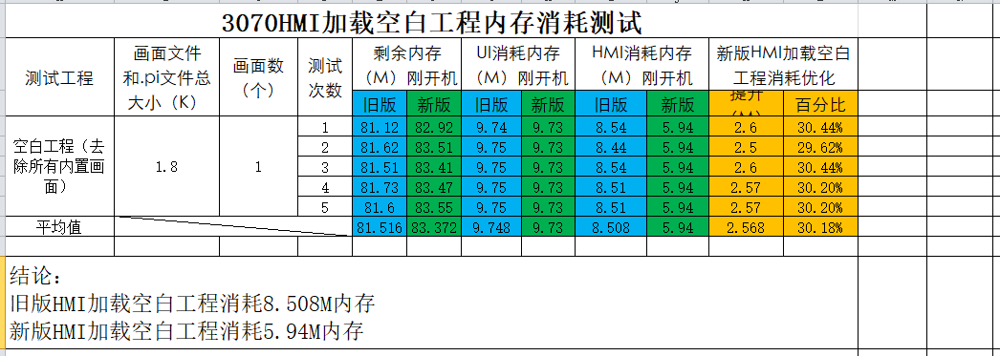 3070HMI加载空白工程内存消耗测试
测试工程 画面文件和.pi文件总大小（K） 画面数（个） 测试次数 剩余内存（M）刚开机 UI消耗内存（M）刚开机 HMI消耗内存（M）刚开机 新版HMI加载空白工程消耗优化
旧版 新版 旧版 新版 旧版 新版 提升 百分比
空白工程（去除所有内置画面） 1.8 1
1 81.12 82.92 9.74 9.73 8.54 5.94 2.6 30.44%
2 81.62 83.51 9.75 9.73 8.44 5.94 2.5 29.62%
3 81.51 83.41 9.75 9.73 8.54 5.94 2.6 30.44%
4 81.73 83.47 9.75 9.73 8.51 5.94 2.57 30.20%
5 81.6 83.55 9.75 9.73 8.51 5.94 2.57 30.20%
平均值 81.516 83.372 9.748 9.73 8.508 5.94 2.568 30.18%
结论：
旧版HMI加载空白工程消耗8.508M内存
新版HMI加载空白工程消耗5.94M内存